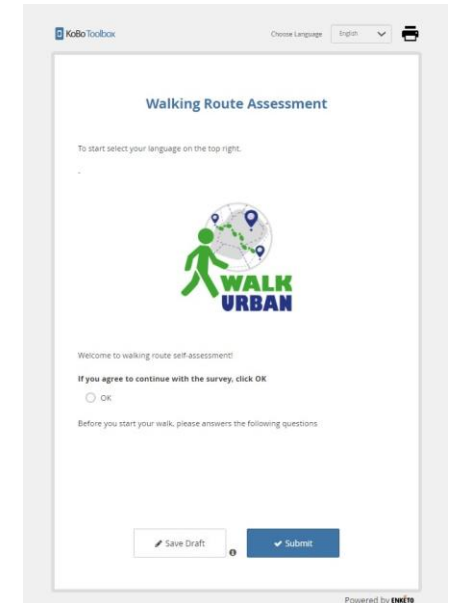 KoBo Toolbox
Choose Language English
Walking Route Assessment
To start select your language on the top right.
-
WALK
URBAN
Welcome to walking route self-assessment!
If you agree to continue with the survey, click OK
OK
Before you start your walk, please answers the following questions
Save Draft
Submit
Powered by ENKETO